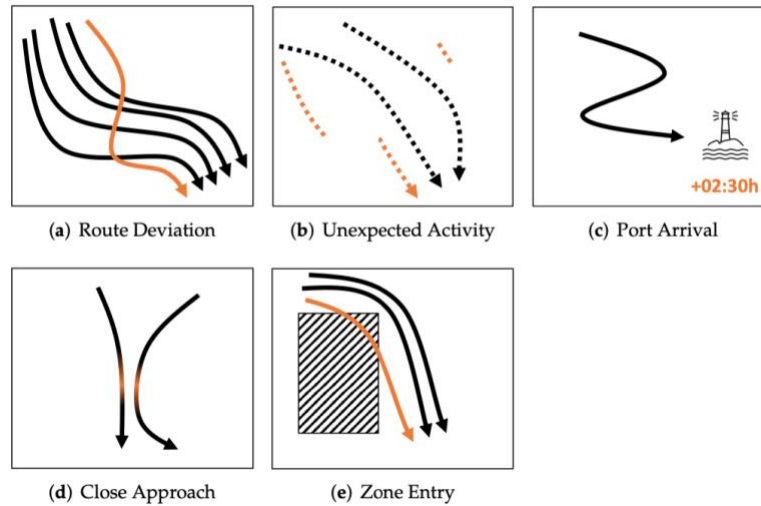 +02:30h
(a) Route Deviation
(b) Unexpected Activity
(c) Port Arrival
(d) Close Approach
(e) Zone Entry